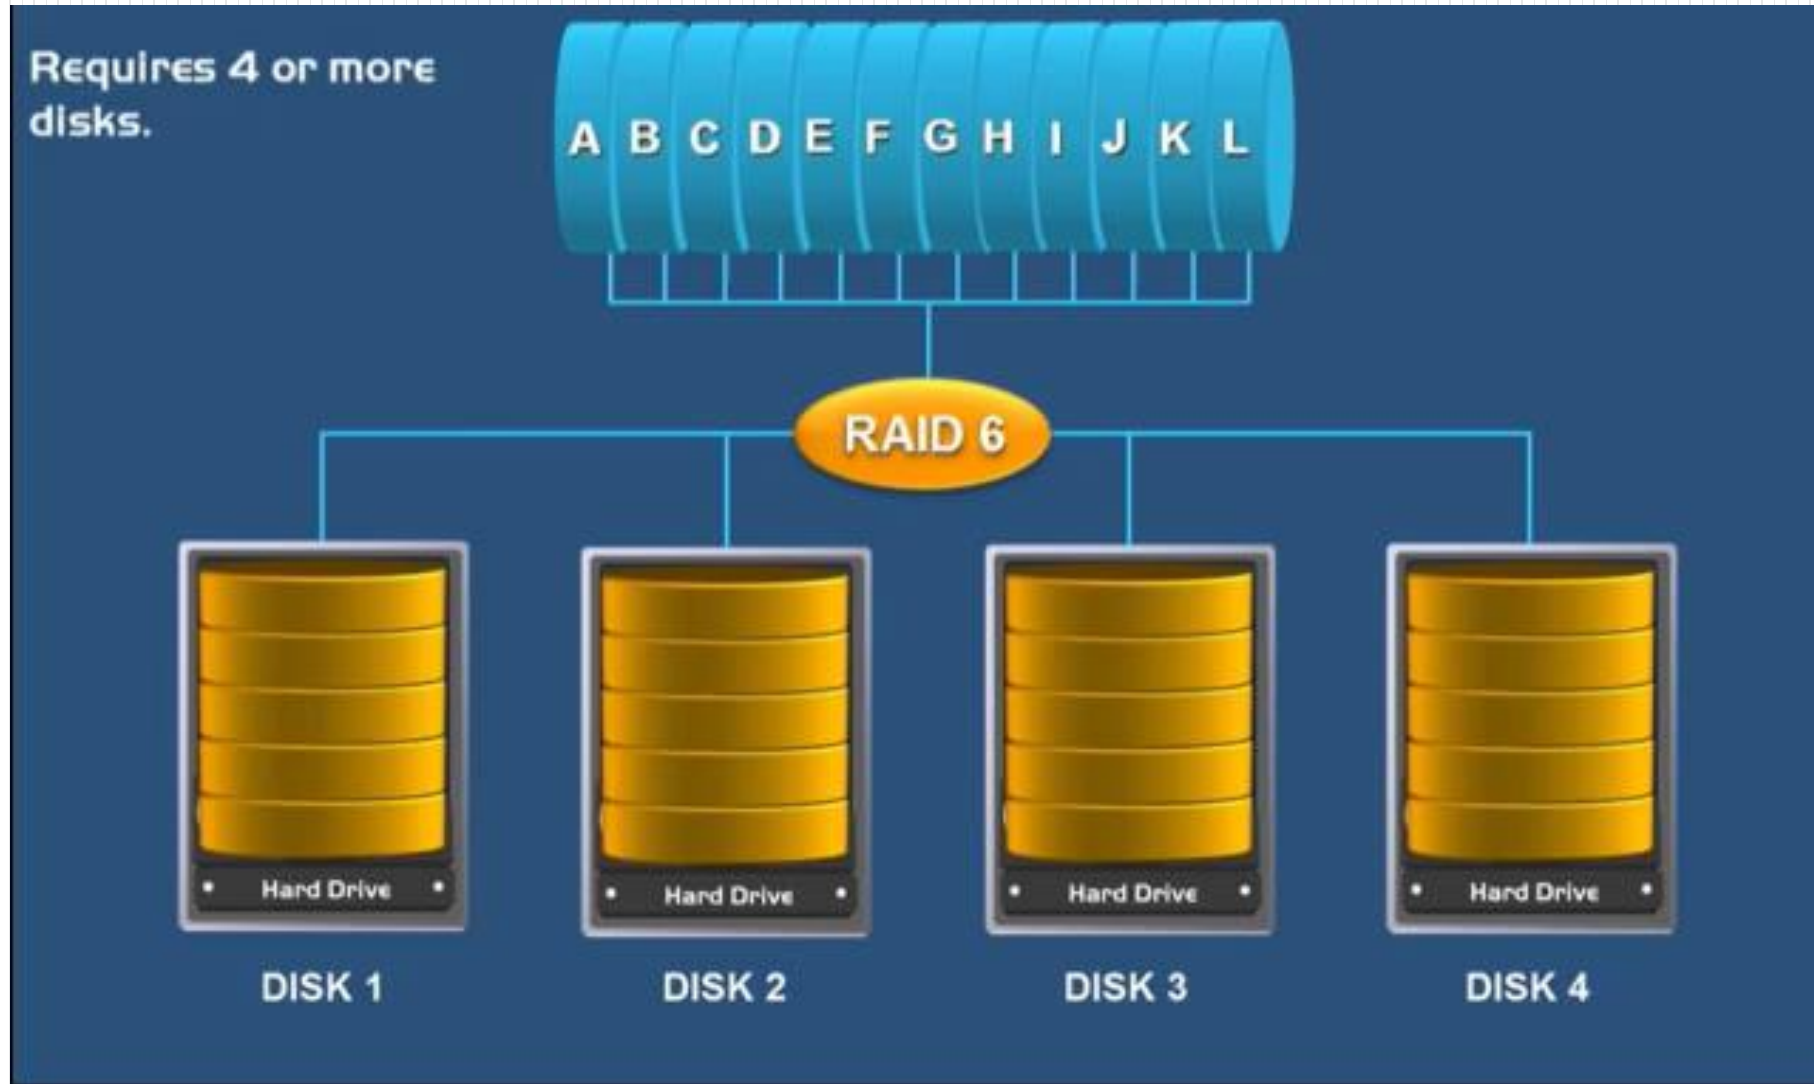 Requires 4 or more
disks.
A B C D E F G H I J K L
RAID 6
Hard Drive
Hard Drive
Hard Drive
Hard Drive
DISK 1
DISK 2
DISK 3
DISK 4